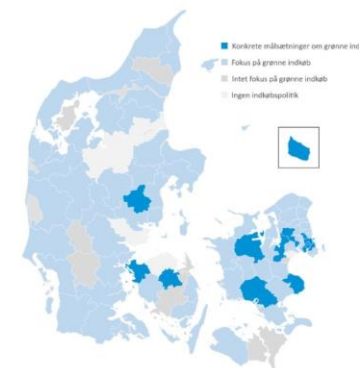 Konkrete målsætninger om grønne ind
Fokus på grønne indkøb
Intet fokus på grønne indkøb
Ingen indkøbspolitik